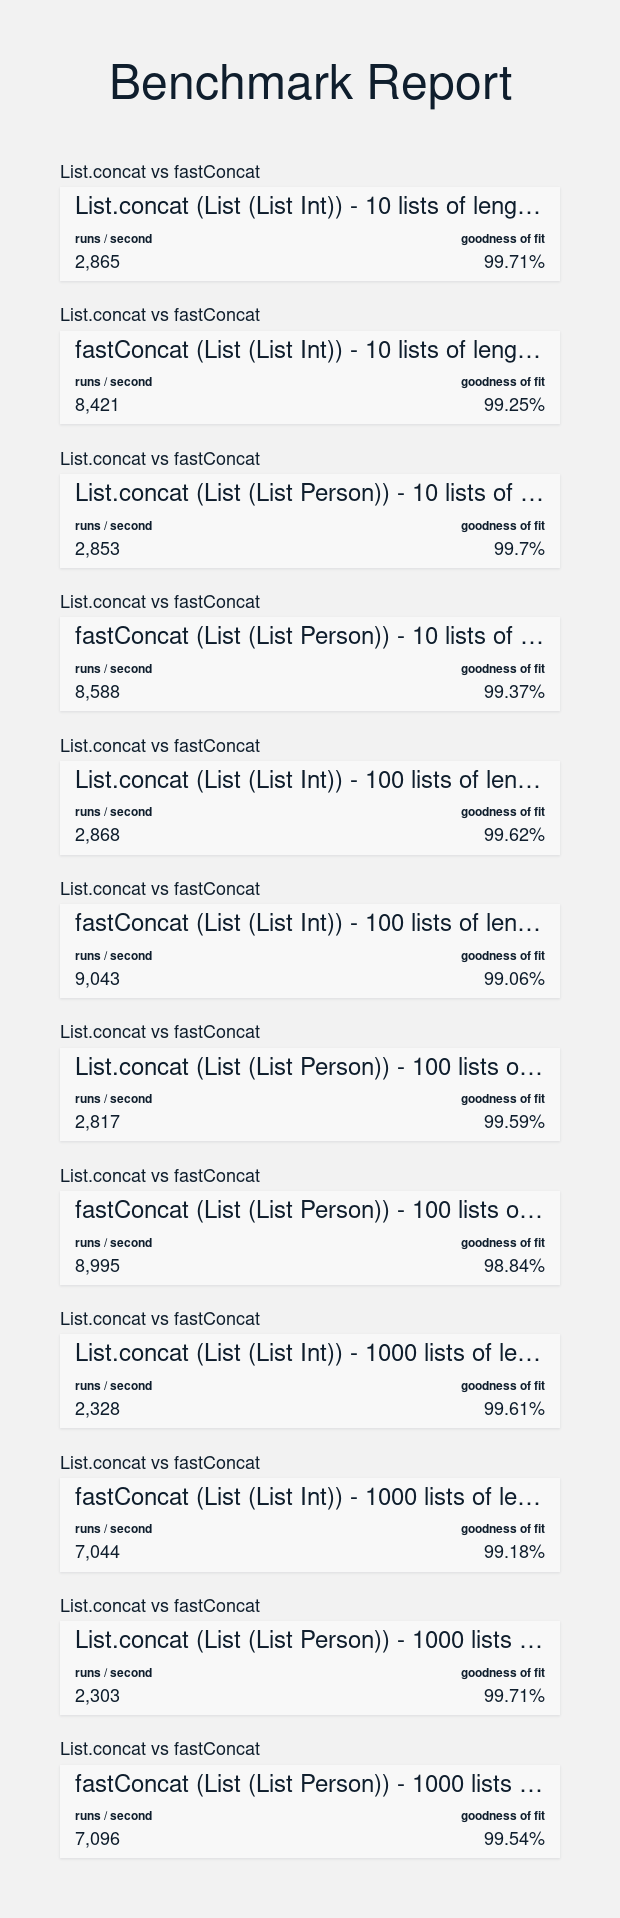 Benchmark Report
List.concat vs fastConcat
List.concat (List (List Int)) - 10 lists of leng…
runs / second goodness of fit
2,865 99.71%
List.concat vs fastConcat
fastConcat (List (List Int)) - 10 lists of leng…
runs / second goodness of fit
8,421 99.25%
List.concat vs fastConcat
List.concat (List (List Person)) - 10 lists of …
runs / second goodness of fit
2,853 99.7%
List.concat vs fastConcat
fastConcat (List (List Person)) - 10 lists of …
runs / second goodness of fit
8,588 99.37%
List.concat vs fastConcat
List.concat (List (List Int)) - 100 lists of len…
runs / second goodness of fit
2,868 99.62%
List.concat vs fastConcat
fastConcat (List (List Int)) - 100 lists of len…
runs / second goodness of fit
9,043 99.06%
List.concat vs fastConcat
List.concat (List (List Person)) - 100 lists o…
runs / second goodness of fit
2,817 99.59%
List.concat vs fastConcat
fastConcat (List (List Person)) - 100 lists o…
runs / second goodness of fit
8,995 98.84%
List.concat vs fastConcat
List.concat (List (List Int)) - 1000 lists of le…
runs / second goodness of fit
2,328 99.61%
List.concat vs fastConcat
fastConcat (List (List Int)) - 1000 lists of le…
runs / second goodness of fit
7,044 99.18%
List.concat vs fastConcat
List.concat (List (List Person)) - 1000 lists …
runs / second goodness of fit
2,303 99.71%
List.concat vs fastConcat
fastConcat (List (List Person)) - 1000 lists …
runs / second goodness of fit
7,096 99.54%